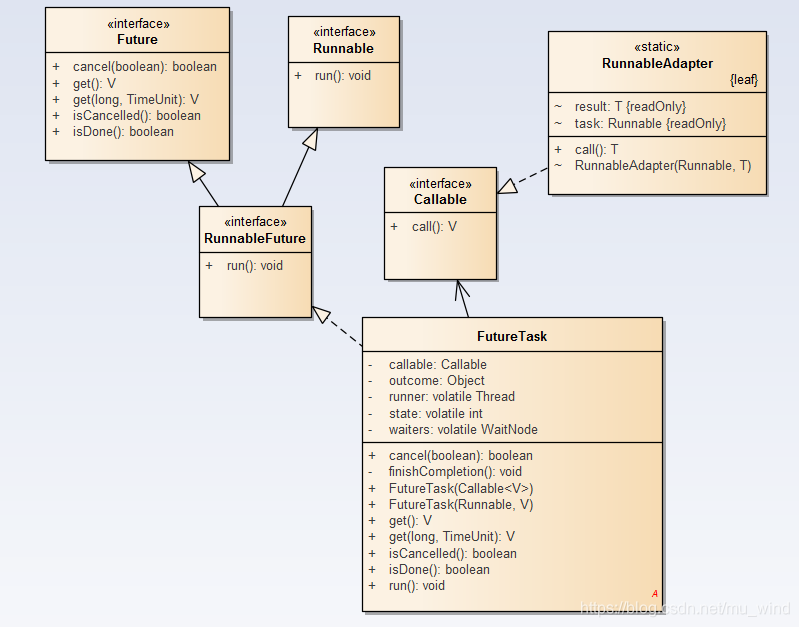 «interface»
Future
+ cancel(boolean): boolean
+ get(): V
+ get(long, TimeUnit): V
+ isCancelled(): boolean
+ isDone(): boolean
«interface»
Runnable
+ run(): void
«static»
RunnableAdapter
{leaf}
~ result: T {readOnly}
~ task: Runnable {readOnly}
+ call(): T
~ RunnableAdapter(Runnable, T)
«interface»
Callable
+ call(): V
«interface»
RunnableFuture
+ run(): void
FutureTask
- callable: Callable
- outcome: Object
- runner: volatile Thread
- state: volatile int
- waiters: volatile WaitNode
+ cancel(boolean): boolean
- finishCompletion(): void
+ FutureTask(Callable<V>)
+ FutureTask(Runnable, V)
+ get(): V
+ get(long, TimeUnit): V
+ isCancelled(): boolean
+ isDone(): boolean
+ run(): void
A
https://blog.csdn.net/mu_wind